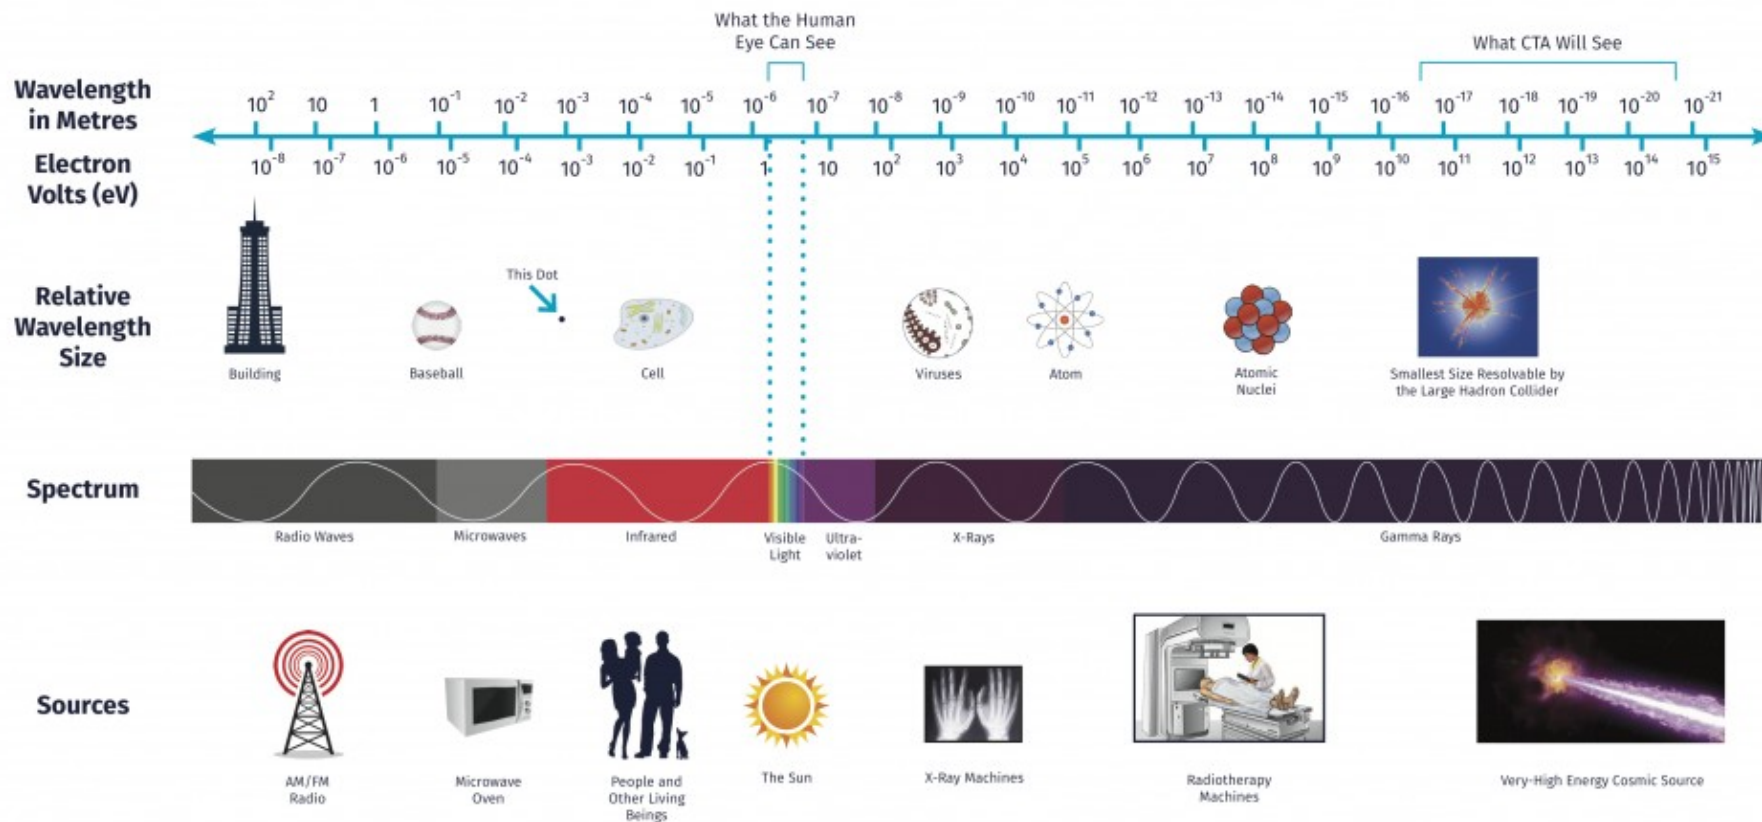 What the Human
Eye Can See
What CTA Will See
Wavelength
in Metres
10² 10 1 10⁻¹ 10⁻² 10⁻³ 10⁻⁴ 10⁻⁵ 10⁻⁶ 10⁻⁷ 10⁻⁸ 10⁻⁹ 10⁻¹⁰ 10⁻¹¹ 10⁻¹² 10⁻¹³ 10⁻¹⁴ 10⁻¹⁵ 10⁻¹⁶ 10⁻¹⁷ 10⁻¹⁸ 10⁻¹⁹ 10⁻²⁰ 10⁻²¹
Electron
Volts (eV)
10⁻⁸ 10⁻⁷ 10⁻⁶ 10⁻⁵ 10⁻⁴ 10⁻³ 10⁻² 10⁻¹ 1 10 10² 10³ 10⁴ 10⁵ 10⁶ 10⁷ 10⁸ 10⁹ 10¹⁰ 10¹¹ 10¹² 10¹³ 10¹⁴ 10¹⁵
Relative
Wavelength
Size
This Dot
Building
Baseball
Cell
Viruses
Atom
Atomic
Nuclei
Smallest Size Resolvable by
the Large Hadron Collider
Spectrum
Radio Waves
Microwaves
Infrared
Visible
Light
Ultra-
violet
X-Rays
Gamma Rays
Sources
AM/FM
Radio
Microwave
Oven
People and
Other Living
Beings
The Sun
X-Ray Machines
Radiotherapy
Machines
Very-High Energy Cosmic Source